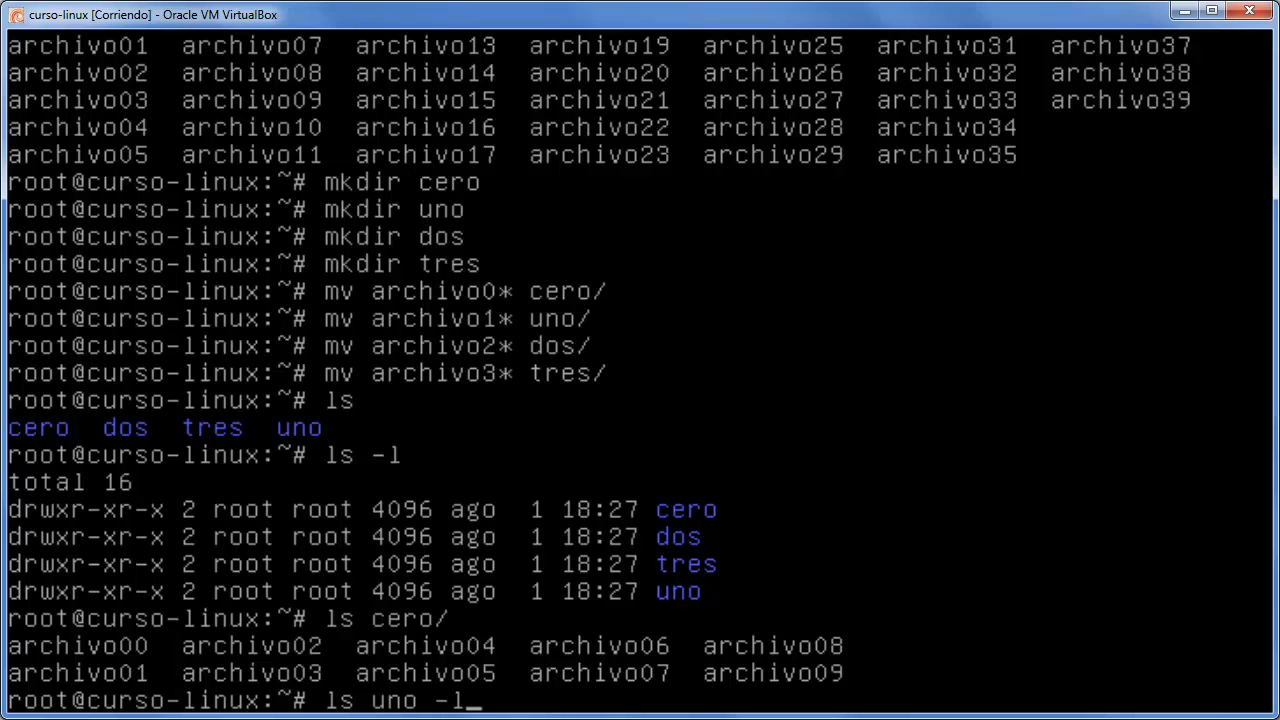 curso-linux [Corriendo] - Oracle VM VirtualBox
archivo01 archivo07 archivo13 archivo19 archivo25 archivo31 archivo37
archivo02 archivo08 archivo14 archivo20 archivo26 archivo32 archivo38
archivo03 archivo09 archivo15 archivo21 archivo27 archivo33 archivo39
archivo04 archivo10 archivo16 archivo22 archivo28 archivo34
archivo05 archivo11 archivo17 archivo23 archivo29 archivo35
root@curso-linux:~# mkdir cero
root@curso-linux:~# mkdir uno
root@curso-linux:~# mkdir dos
root@curso-linux:~# mkdir tres
root@curso-linux:~# mv archivo0* cero/
root@curso-linux:~# mv archivo1* uno/
root@curso-linux:~# mv archivo2* dos/
root@curso-linux:~# mv archivo3* tres/
root@curso-linux:~# ls
cero dos tres uno
root@curso-linux:~# ls -l
total 16
drwxr-xr-x 2 root root 4096 ago 1 18:27 cero
drwxr-xr-x 2 root root 4096 ago 1 18:27 dos
drwxr-xr-x 2 root root 4096 ago 1 18:27 tres
drwxr-xr-x 2 root root 4096 ago 1 18:27 uno
root@curso-linux:~# ls cero/
archivo00 archivo02 archivo04 archivo06 archivo08
archivo01 archivo03 archivo05 archivo07 archivo09
root@curso-linux:~# ls uno -l_